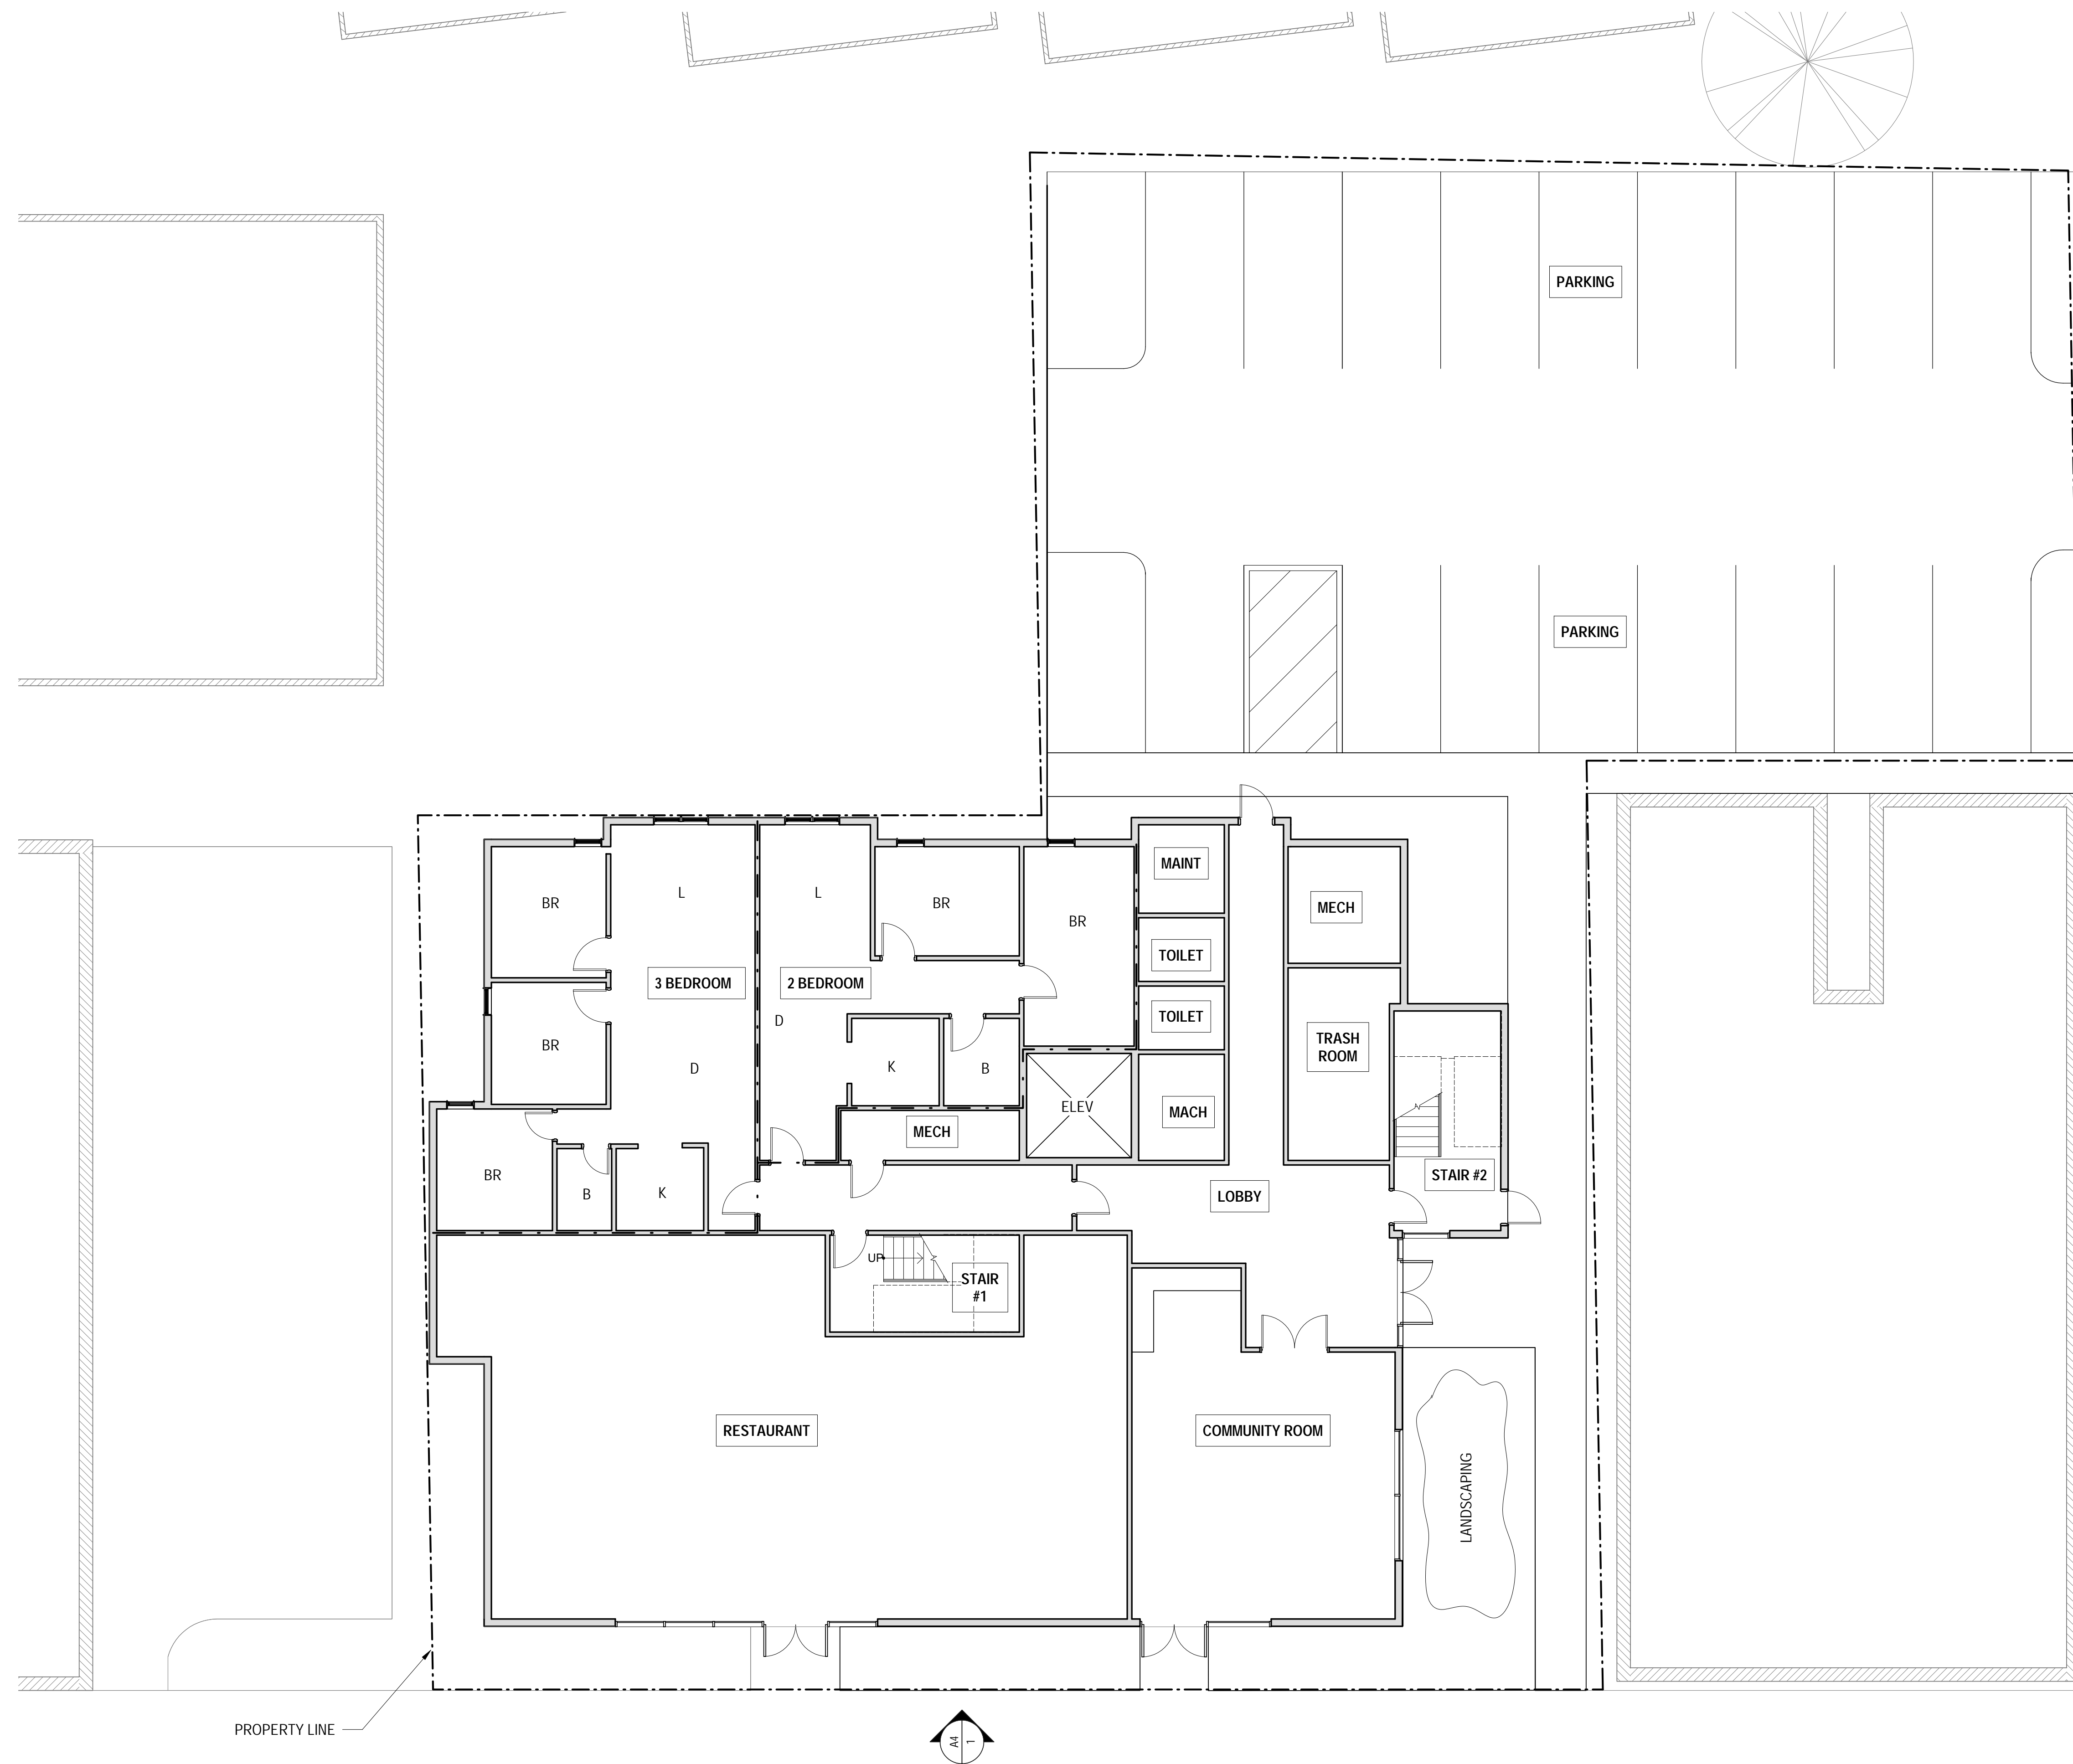 PARKING
PARKING
MAINT
BR
L
L
BR
BR
MECH
TOILET
3 BEDROOM
2 BEDROOM
D
TOILET
TRASH
ROOM
BR
D
K
B
ELEV
MACH
MECH
BR
B
K
LOBBY
STAIR #2
UP
STAIR
#1
RESTAURANT
COMMUNITY ROOM
LANDSCAPING
PROPERTY LINE
A4
1